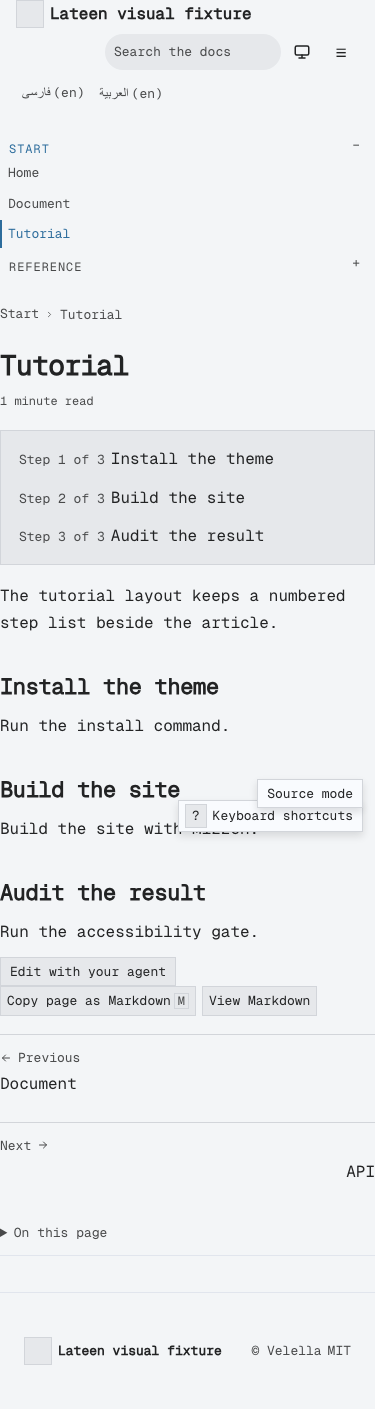 Lateen visual fixture
Search the docs
فارسی (en) العربية (en)
START −
Home
Document
Tutorial
REFERENCE +
Start › Tutorial
Tutorial
1 minute read
Step 1 of 3 Install the theme
Step 2 of 3 Build the site
Step 3 of 3 Audit the result
The tutorial layout keeps a numbered
step list beside the article.
Install the theme
Run the install command.
Build the site
Source mode
? Keyboard shortcuts
Build the site with
Audit the result
Run the accessibility gate.
Edit with your agent
Copy page as Markdown M View Markdown
← Previous
Document
Next →
API
▶ On this page
Lateen visual fixture © Velella MIT